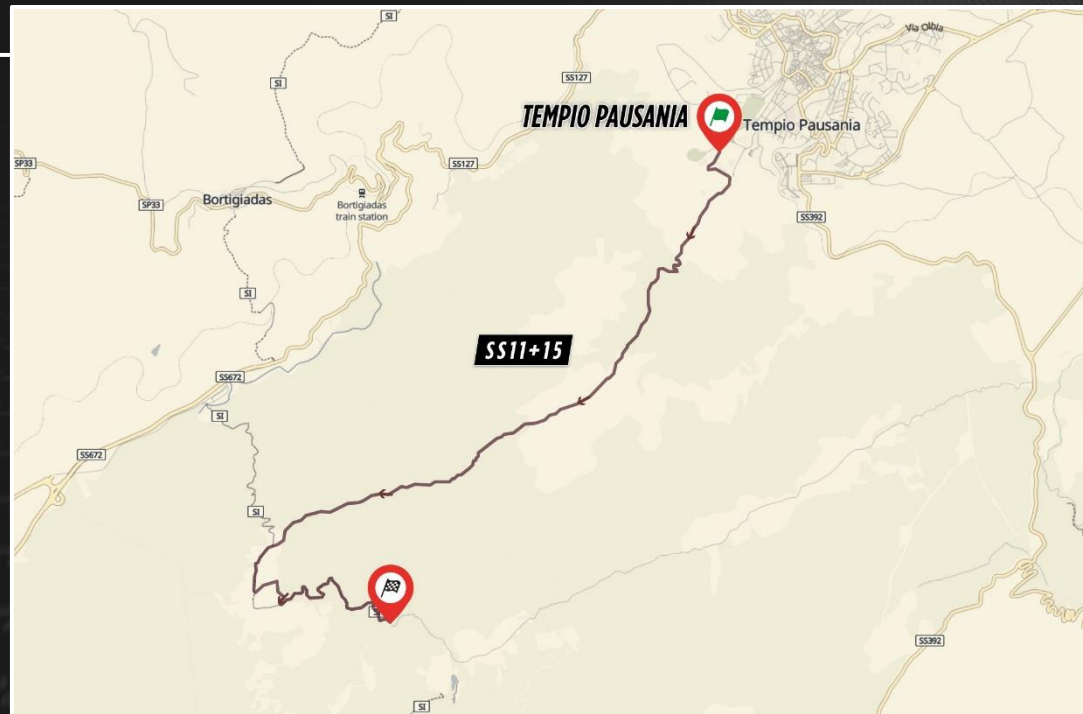 SI
Via Olbia
SS127
SI
TEMPIO PAUSANIA
Tempio Pausania
SP33
SS127
Bortigiadas
Bortigiadas
train station
SP33
SS392
SI
SS11+15
SS672
SI
SS672
SI
SS392
SI